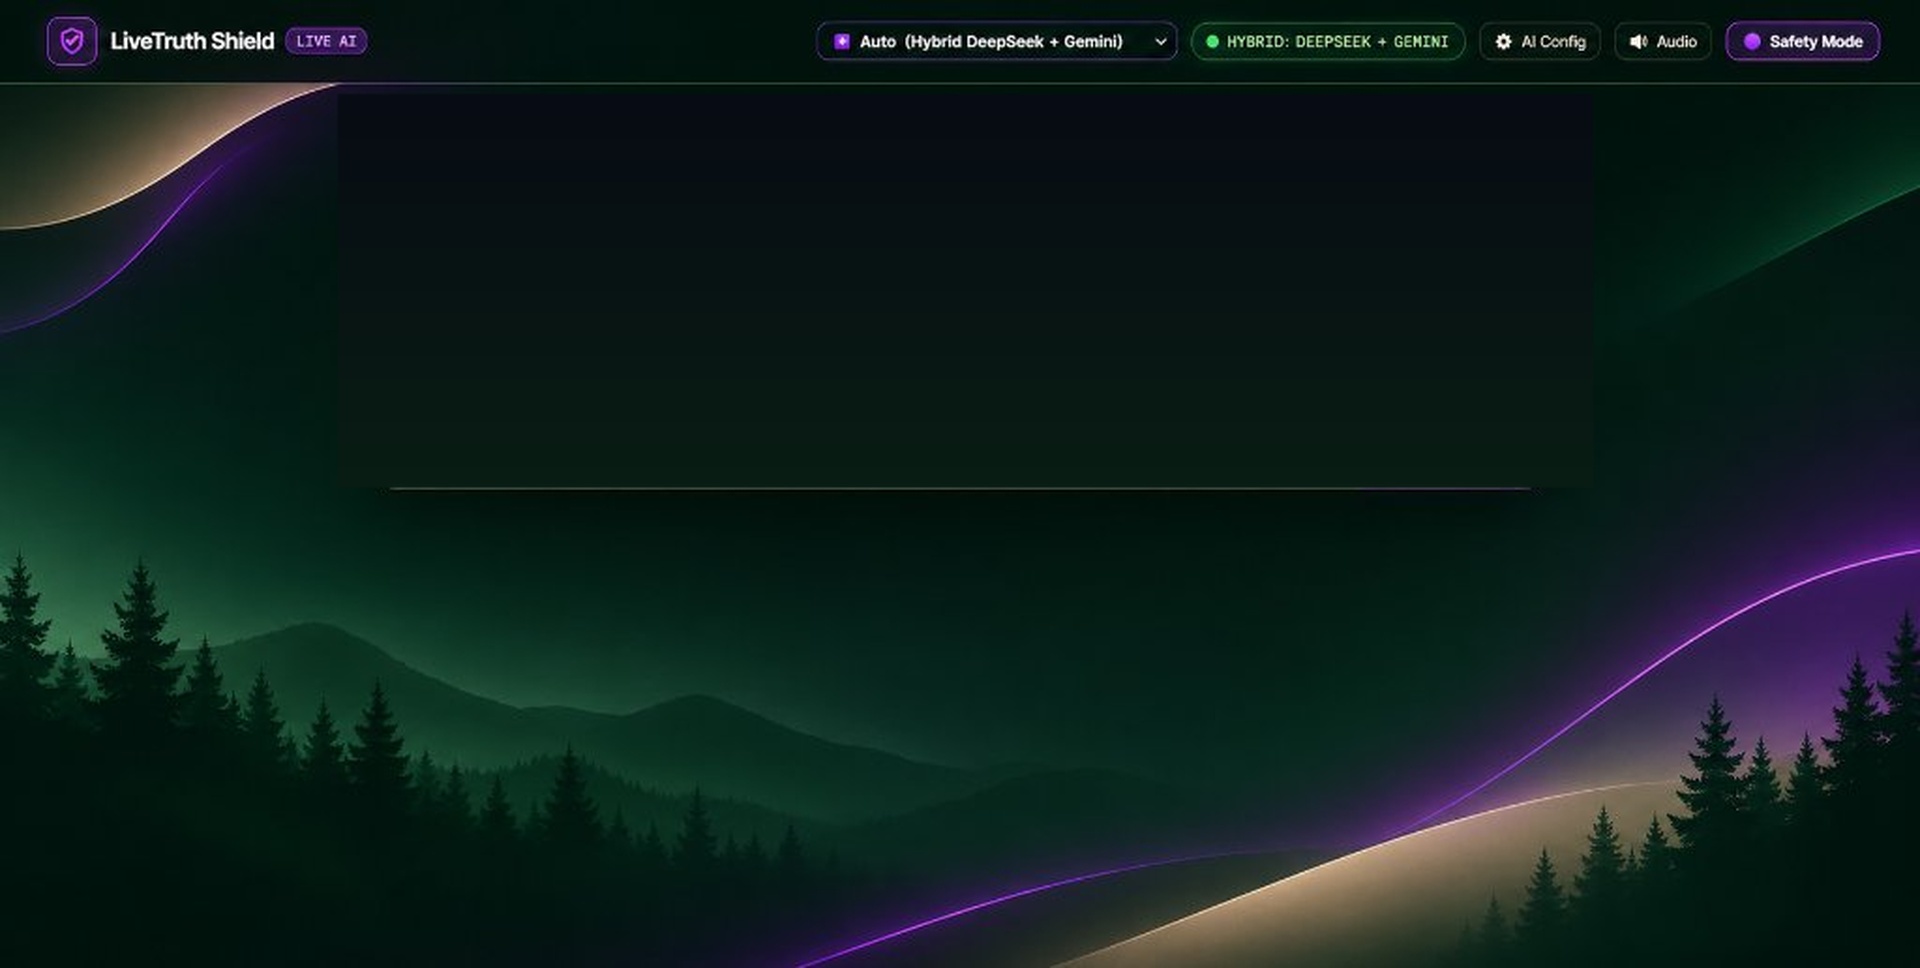 LiveTruth Shield
LIVE AI
Auto (Hybrid DeepSeek + Gemini)
HYBRID: DEEPSEEK + GEMINI
AI Config
Audio
Safety Mode